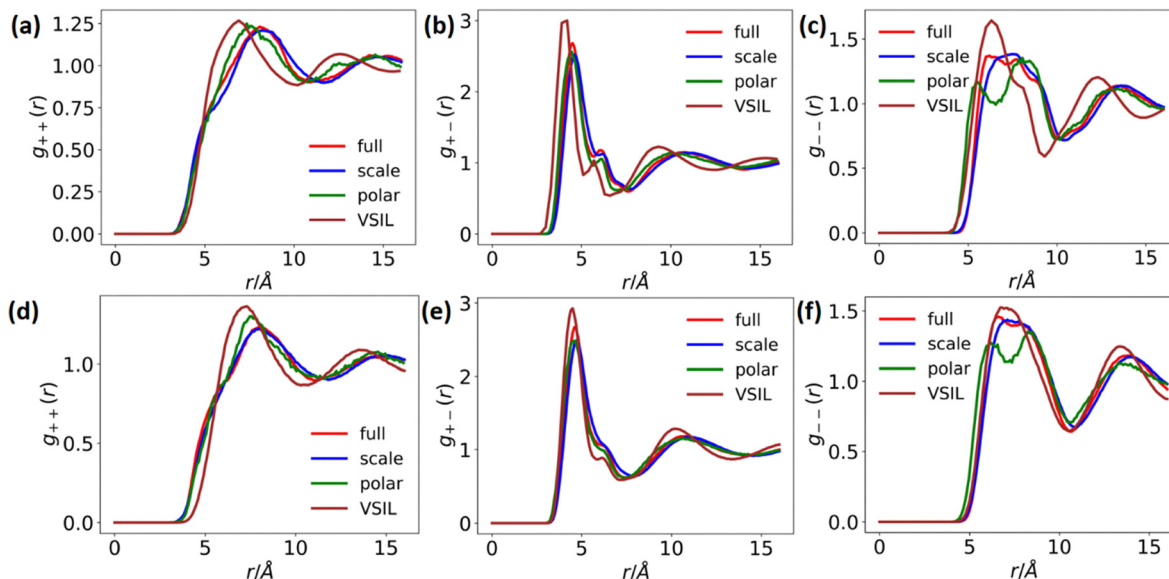 (a)
g++(r)
1.25
1.00
0.75
0.50
0.25
0.00
0
5
10
15
r/Å
full
scale
polar
VSIL
(b)
g+−(r)
3
2
1
0
0
5
10
15
r/Å
full
scale
polar
VSIL
(c)
g−−(r)
1.5
1.0
0.5
0.0
0
5
10
15
r/Å
full
scale
polar
VSIL
(d)
g++(r)
1.0
0.5
0.0
0
5
10
15
r/Å
full
scale
polar
VSIL
(e)
g+−(r)
3
2
1
0
0
5
10
15
r/Å
full
scale
polar
VSIL
(f)
g−−(r)
1.5
1.0
0.5
0.0
0
5
10
15
r/Å
full
scale
polar
VSIL